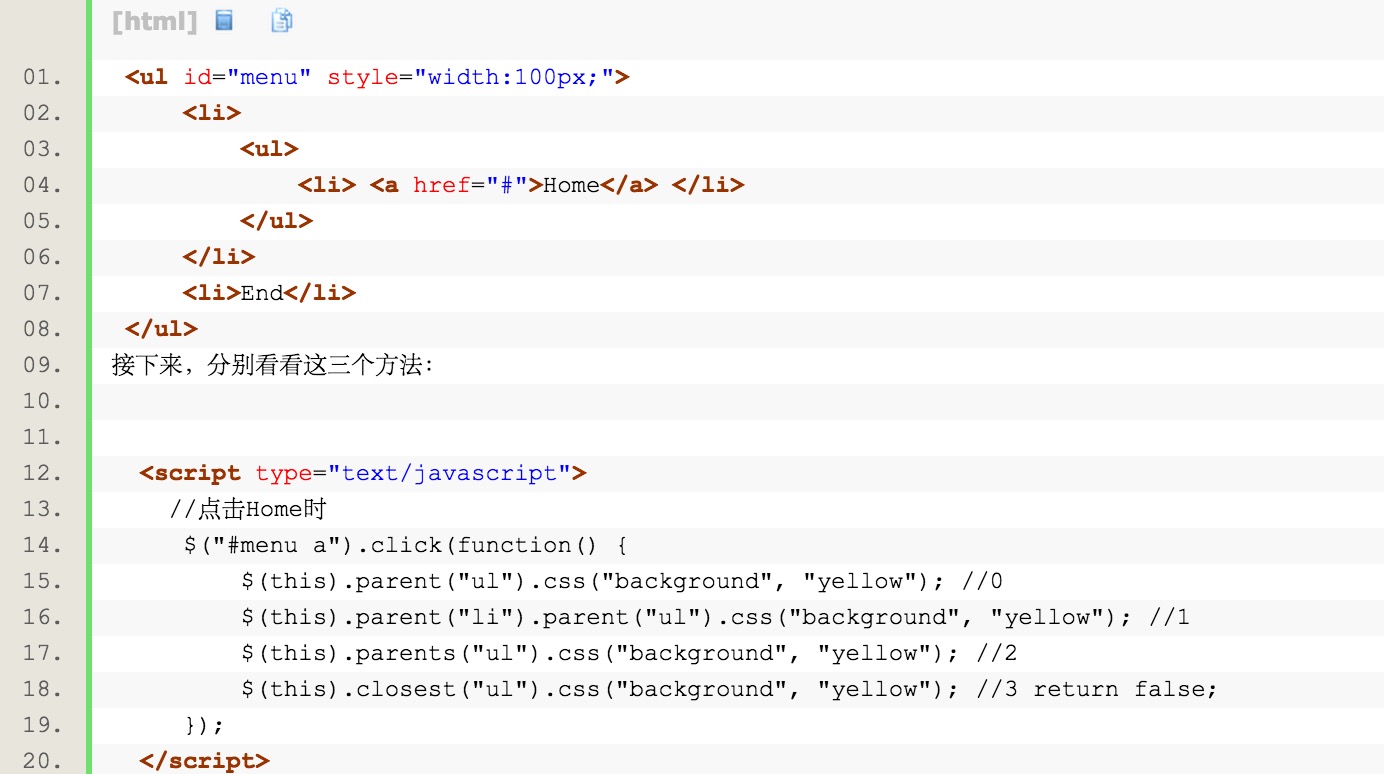 [html]
01. <ul id="menu" style="width:100px;">
02. <li>
03. <ul>
04. <li> <a href="#">Home</a> </li>
05. </ul>
06. </li>
07. <li>End</li>
08. </ul>
09. 接下来，分别看看这三个方法：
10.
11.
12. <script type="text/javascript">
13. //点击Home时
14. $("#menu a").click(function() {
15. $(this).parent("ul").css("background", "yellow"); //0
16. $(this).parent("li").parent("ul").css("background", "yellow"); //1
17. $(this).parents("ul").css("background", "yellow"); //2
18. $(this).closest("ul").css("background", "yellow"); //3 return false;
19. });
20. </script>